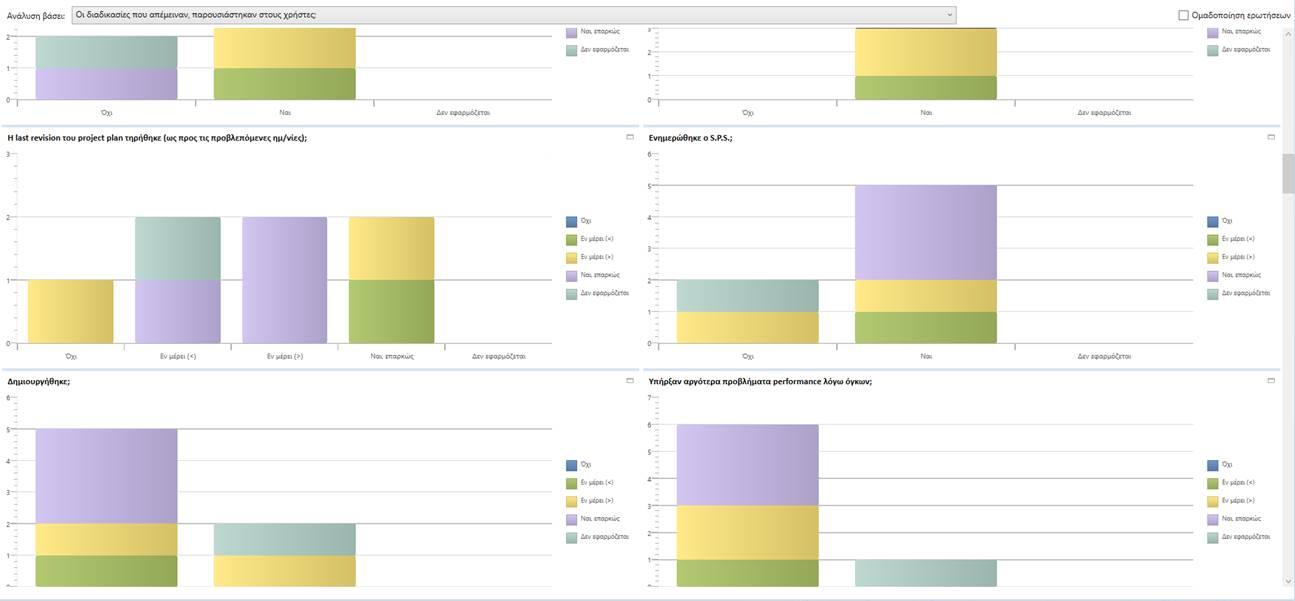 Ανάλυση βάσει: Οι διαδικασίες που απέμειναν, παρουσιάστηκαν στους χρήστες; Ομαδοποίηση ερωτήσεων
2
1
0
Όχι Ναι Δεν εφαρμόζεται
Ναι, επαρκώς
Δεν εφαρμόζεται
3
2
1
0
Όχι Ναι Δεν εφαρμόζεται
Ναι, επαρκώς
Δεν εφαρμόζεται
Η last revision του project plan τηρήθηκε (ως προς τις προβλεπόμενες ημ/νίες);
3
2
1
0
Όχι Εν μέρει (<) Εν μέρει (>) Ναι, επαρκώς Δεν εφαρμόζεται
Όχι
Εν μέρει (<)
Εν μέρει (>)
Ναι, επαρκώς
Δεν εφαρμόζεται
Ενημερώθηκε ο S.P.S.;
6
5
4
3
2
1
0
Όχι Ναι Δεν εφαρμόζεται
Όχι
Εν μέρει (<)
Εν μέρει (>)
Ναι, επαρκώς
Δεν εφαρμόζεται
Δημιουργήθηκε;
6
5
4
3
2
1
Όχι
Εν μέρει (<)
Εν μέρει (>)
Ναι, επαρκώς
Δεν εφαρμόζεται
Υπήρξαν αργότερα προβλήματα performance λόγω όγκων;
7
6
5
4
3
2
1
Όχι
Εν μέρει (<)
Εν μέρει (>)
Ναι, επαρκώς
Δεν εφαρμόζεται